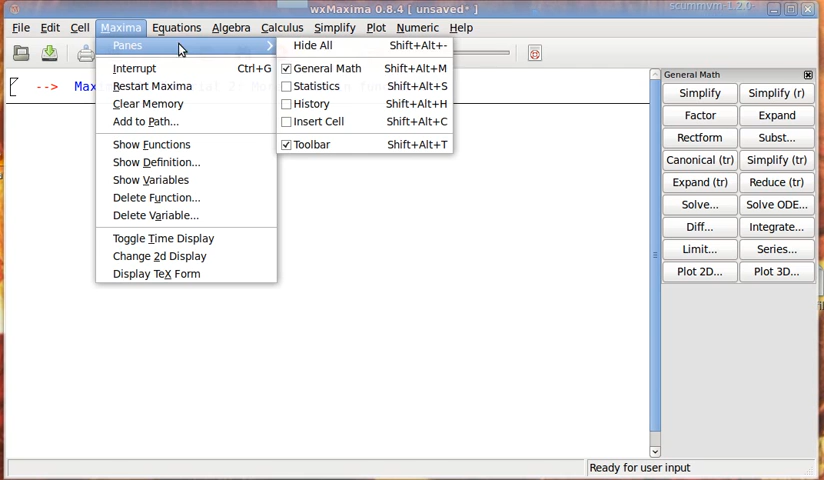 wxMaxima 0.8.4 [ unsaved* ]
scummvm-1.2.0-
File Edit Cell Maxima Equations Algebra Calculus Simplify Plot Numeric Help
Panes
Interrupt Ctrl+G
Restart Maxima
Clear Memory
Add to Path...
Show Functions
Show Definition...
Show Variables
Delete Function...
Delete Variable...
Toggle Time Display
Change 2d Display
Display TeX Form
Hide All Shift+Alt+-
General Math Shift+Alt+M
Statistics Shift+Alt+S
History Shift+Alt+H
Insert Cell Shift+Alt+C
Toolbar Shift+Alt+T
-->
General Math
Simplify Simplify (r)
Factor Expand
Rectform Subst...
Canonical (tr) Simplify (tr)
Expand (tr) Reduce (tr)
Solve... Solve ODE...
Diff... Integrate...
Limit... Series...
Plot 2D... Plot 3D...
Ready for user input